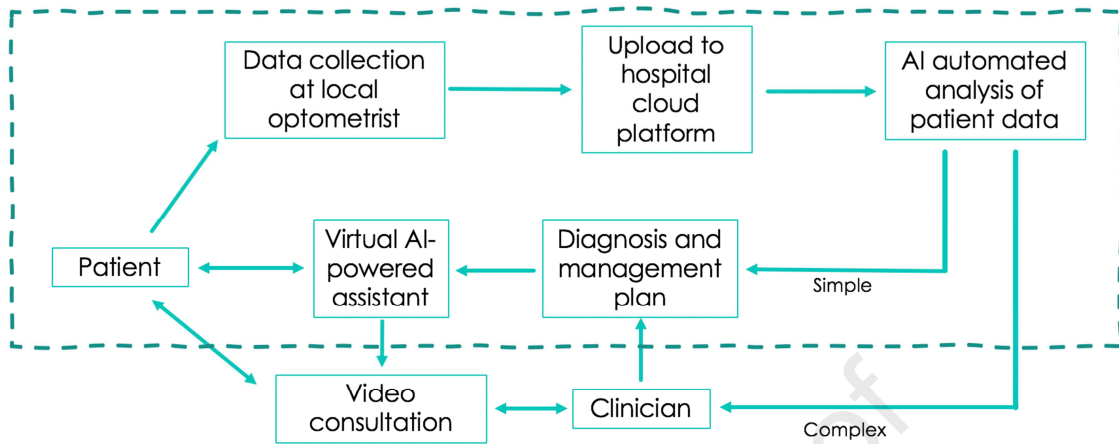 Data collection
at local
optometrist
Upload to
hospital
cloud
platform
AI automated
analysis of
patient data
Patient
Virtual AI-
powered
assistant
Diagnosis and
management
plan
Simple
Video
consultation
Clinician
Complex